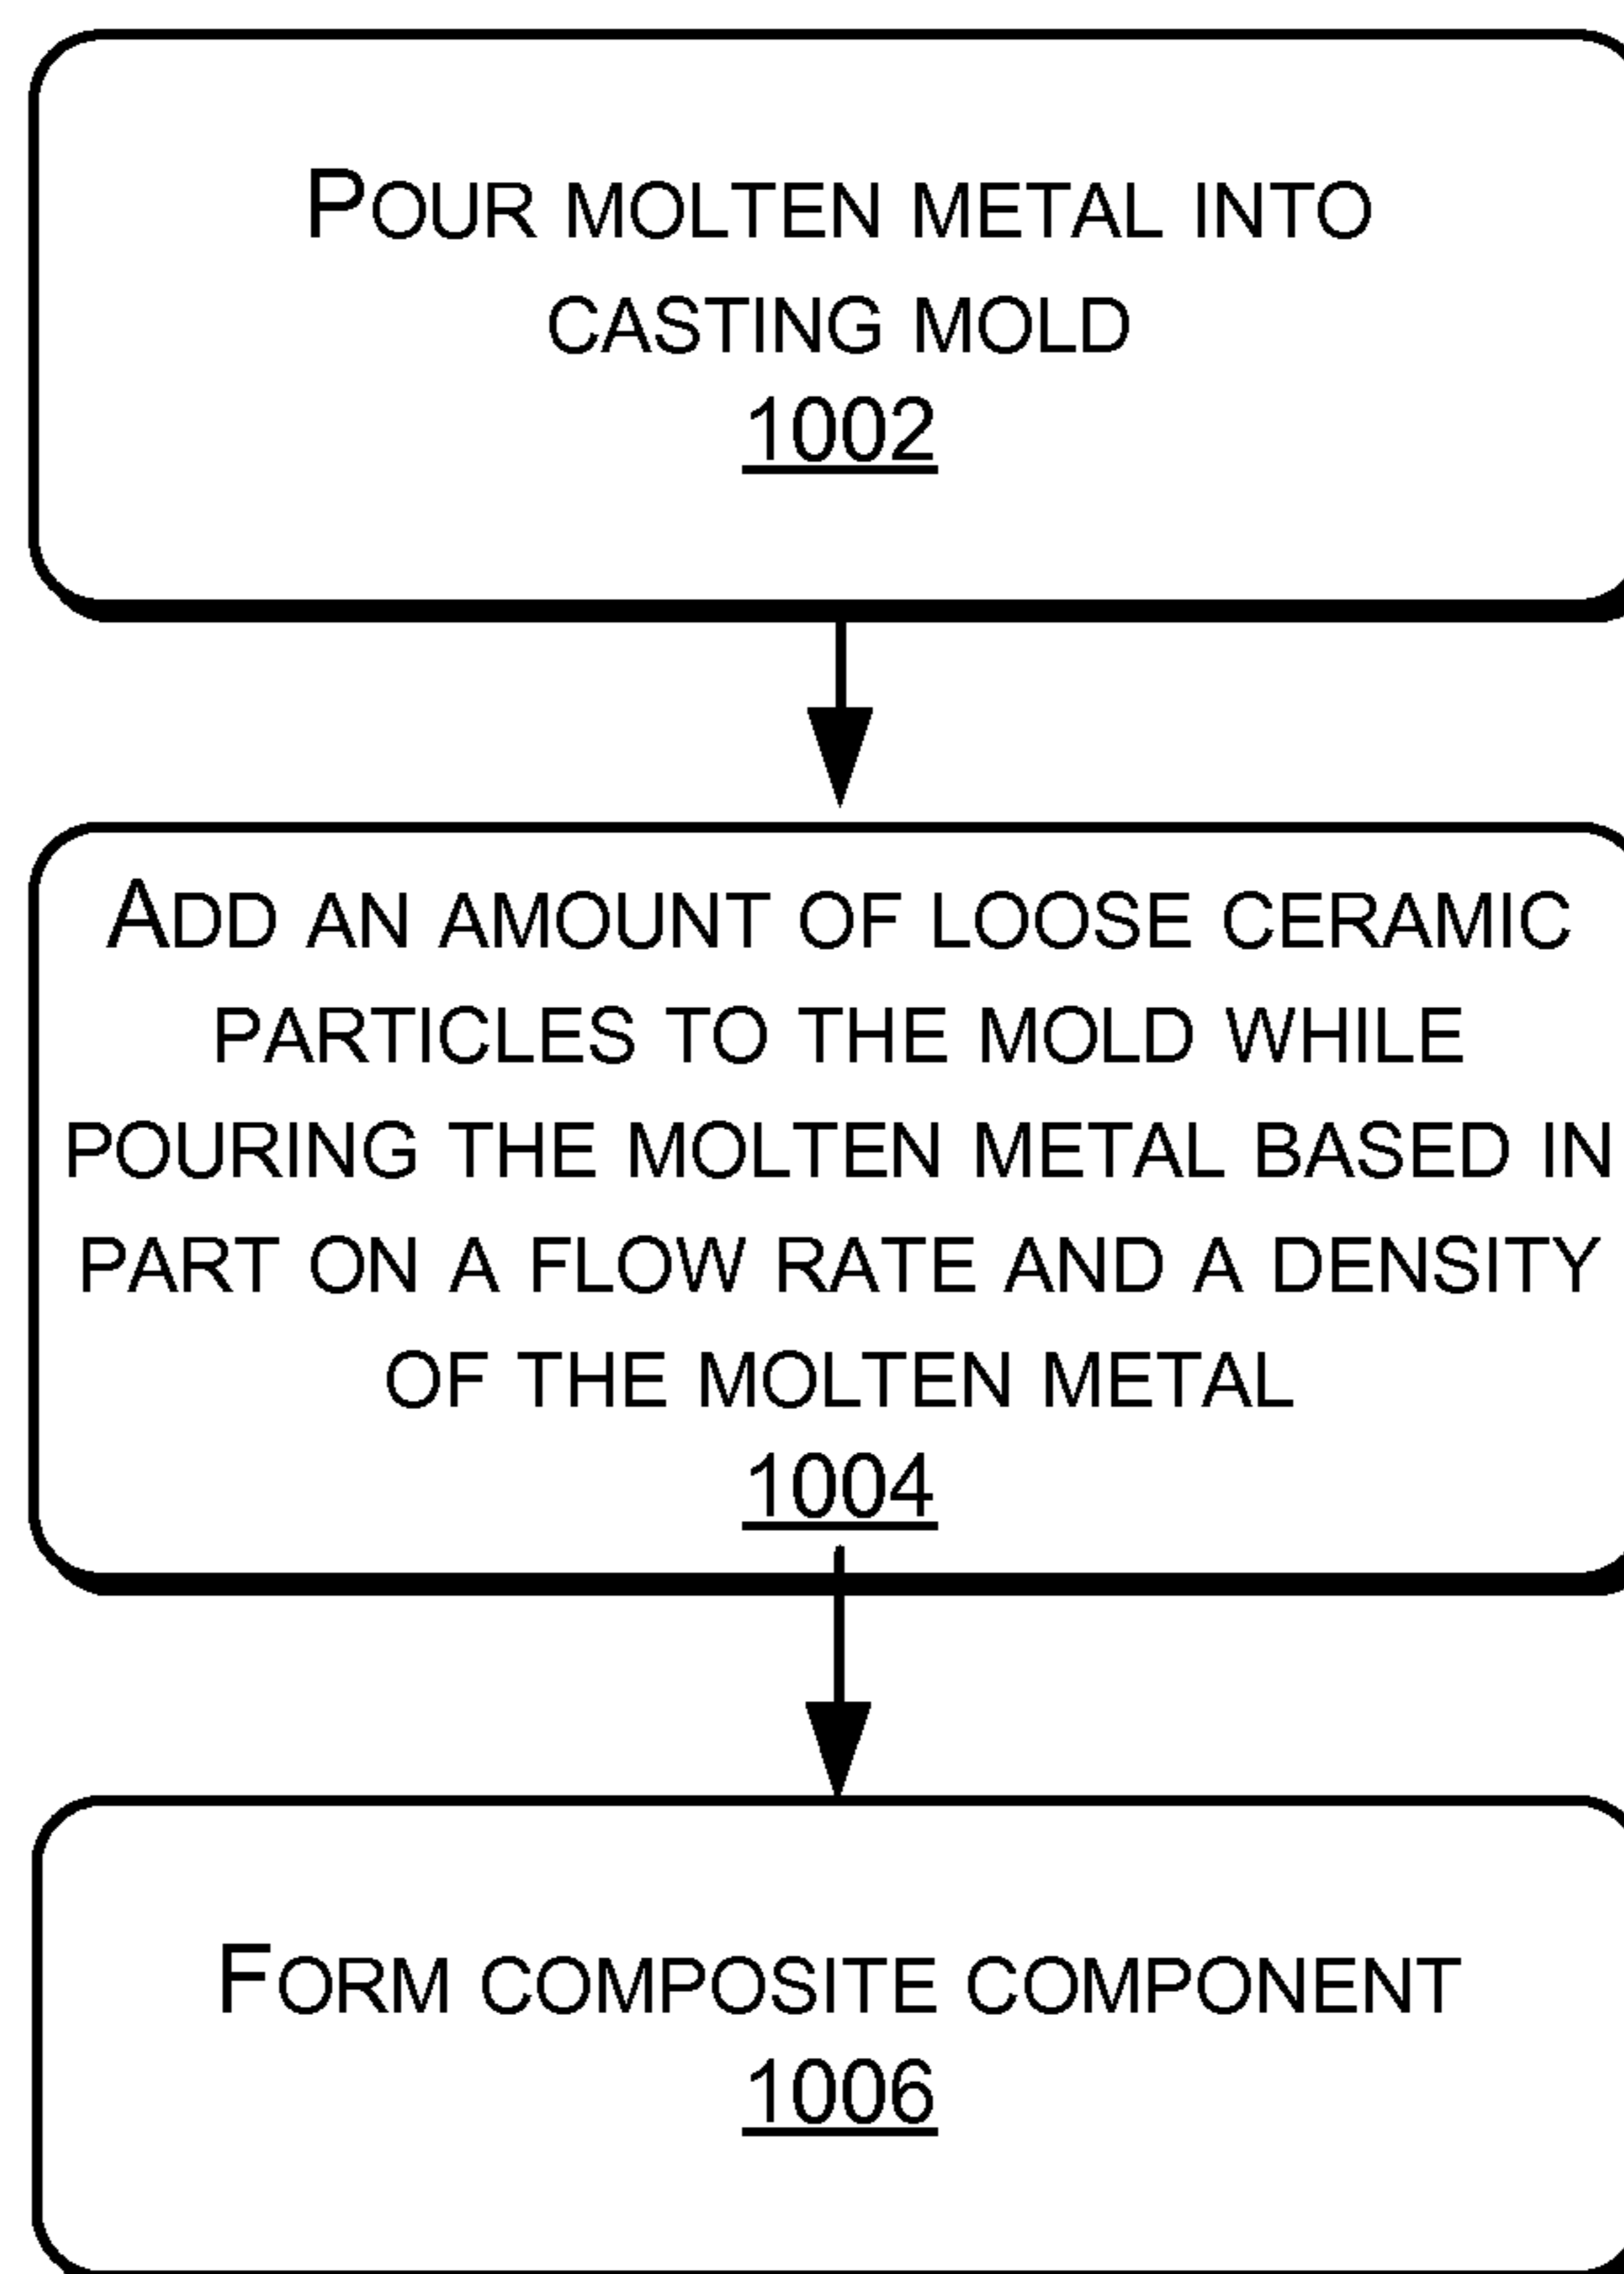 POUR MOLTEN METAL INTO
CASTING MOLD
1002
ADD AN AMOUNT OF LOOSE CERAMIC
PARTICLES TO THE MOLD WHILE
POURING THE MOLTEN METAL BASED IN
PART ON A FLOW RATE AND A DENSITY
OF THE MOLTEN METAL
1004
FORM COMPOSITE COMPONENT
1006